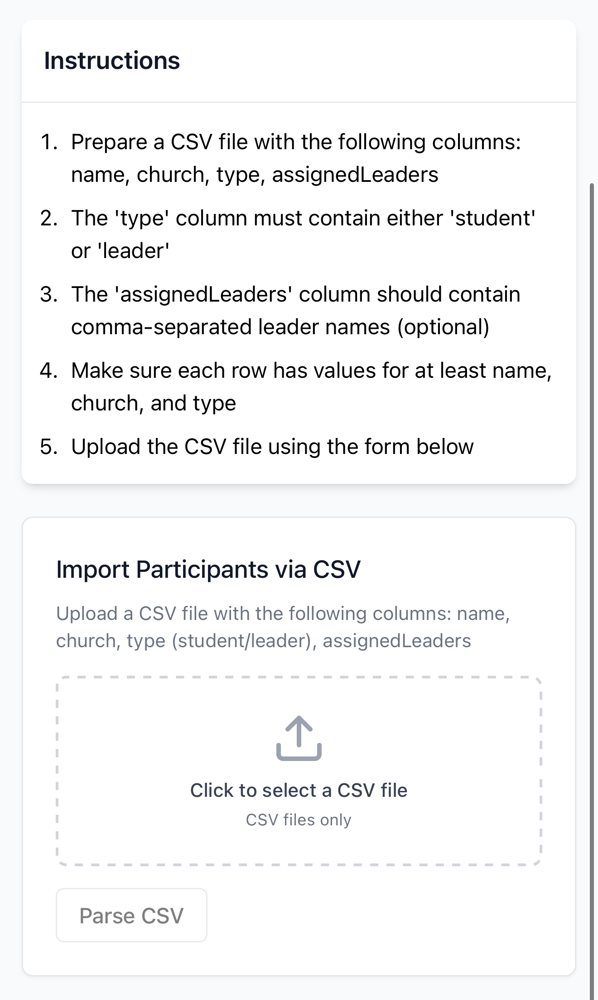 Instructions
1. Prepare a CSV file with the following columns:
name, church, type, assignedLeaders
2. The 'type' column must contain either 'student'
or 'leader'
3. The 'assignedLeaders' column should contain
comma-separated leader names (optional)
4. Make sure each row has values for at least name,
church, and type
5. Upload the CSV file using the form below
Import Participants via CSV
Upload a CSV file with the following columns: name,
church, type (student/leader), assignedLeaders
Click to select a CSV file
CSV files only
Parse CSV